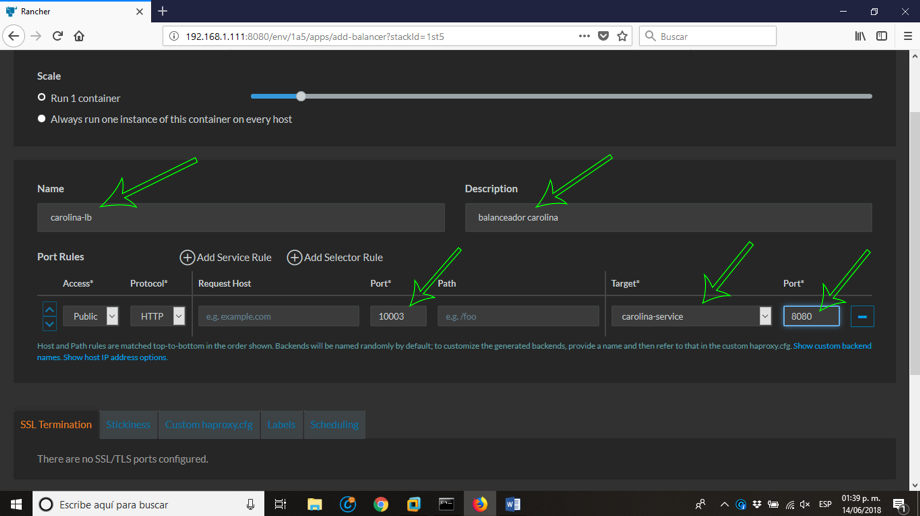 Rancher
192.168.1.111:8080/env/1a5/apps/add-balancer?stackId=1st5
Buscar
Scale
Run 1 container
Always run one instance of this container on every host
Name
Description
carolina-lb
balanceador carolina
Port Rules
Add Service Rule
Add Selector Rule
Access* Protocol* Request Host Port* Path Target* Port*
Public HTTP e.g. example.com 10003 e.g. /foo carolina-service 8080
Host and Path rules are matched top-to-bottom in the order shown. Backends will be named randomly by default; to customize the generated backends, provide a name and then refer to that in the custom haproxy.cfg. Show custom backend
names. Show host IP address options.
SSL Termination Stickiness Custom haproxy.cfg Labels Scheduling
There are no SSL/TLS ports configured.
Escribe aquí para buscar
ESP
01:39 p. m.
14/06/2018
1